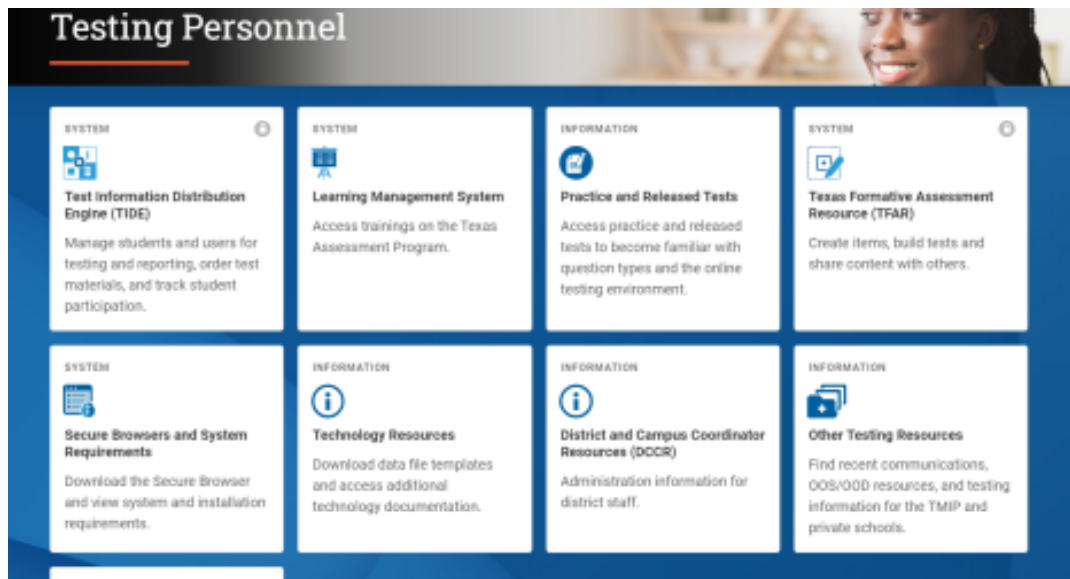 Testing Personnel
SYSTEM
Test Information Distribution
Engine (TIDE)
Manage students and users for
testing and reporting, order test
materials, and track student
participation.
SYSTEM
Learning Management System
Access trainings on the Texas
Assessment Program.
INFORMATION
Practice and Released Tests
Access practice and released
tests to become familiar with
question types and the online
testing environment.
SYSTEM
Texas Formative Assessment
Resource (TFAR)
Create items, build tests and
share content with others.
SYSTEM
Secure Browsers and System
Requirements
Download the Secure Browser
and view system and installation
requirements.
INFORMATION
Technology Resources
Download data file templates
and access additional
technology documentation.
INFORMATION
District and Campus Coordinator
Resources (DCCR)
Administration information for
district staff.
INFORMATION
Other Testing Resources
Find recent communications,
OOS/OOD resources, and testing
information for the TMIP and
private schools.